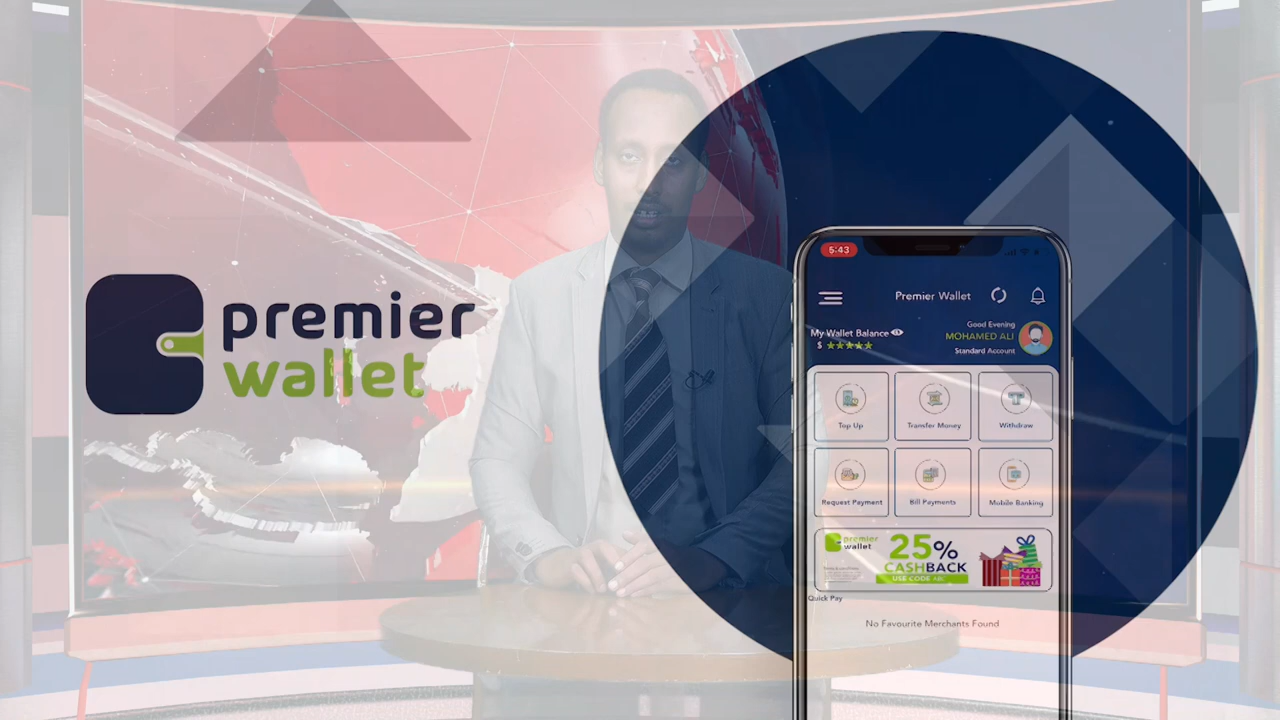 premier
wallet
5:43
Premier Wallet
Good Evening
MOHAMED ALI
Standard Account
My Wallet Balance
$ ★★★★★
Top Up
Transfer Money
Withdraw
Request Payment
Bill Payments
Mobile Banking
premier
wallet
25%
CASHBACK
USE CODE ABC
Quick Pay
No Favourite Merchants Found